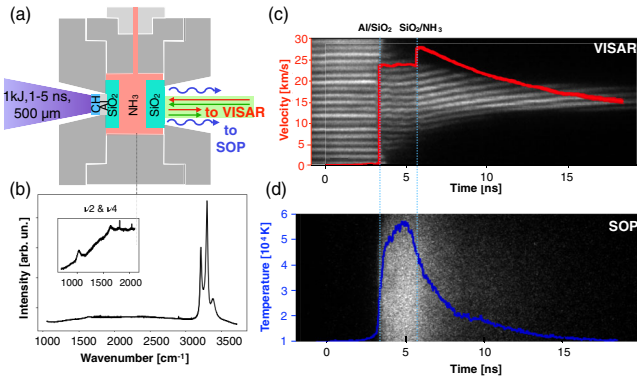 (a)
1kJ,1-5 ns,
500 μm
CH
Al
SiO₂
NH₃
SiO₂
to VISAR
to
SOP
(b)
Intensity [arb. un.]
ν2 & ν4
1000 1500 2000
1000 1500 2000 2500 3000 3500
Wavenumber [cm⁻¹]
(c)
Al/SiO₂ SiO₂/NH₃
VISAR
Velocity [km/s]
30
25
20
15
10
5
0
0 5 10 15
Time [ns]
(d)
SOP
Temperature [10⁴ K]
6
5
4
3
2
1
0 5 10 15
Time [ns]